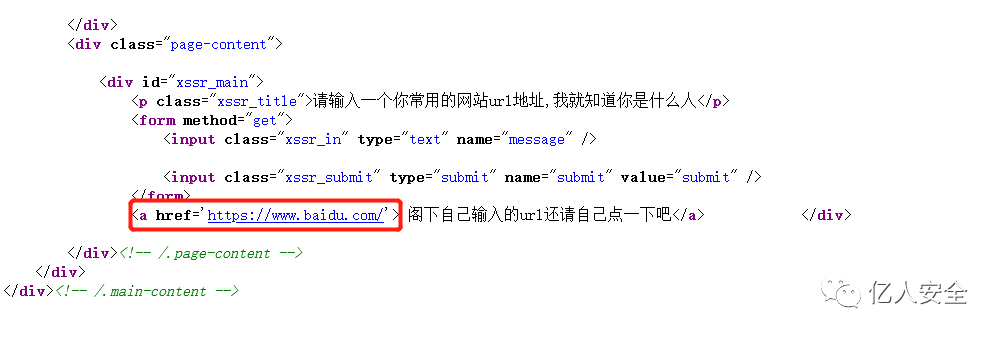 </div>
<div class="page-content">
<div id="xssr_main">
<p class="xssr_title">请输入一个你常用的网站url地址,我就知道你是什么人</p>
<form method="get">
<input class="xssr_in" type="text" name="message" />
<input class="xssr_submit" type="submit" name="submit" value="submit" />
</form>
<a href='https://www.baidu.com/'> 阁下自己输入的url还请自己点一下吧</a> </div>
</div><!-- /.page-content -->
</div>
</div><!-- /.main-content -->
亿人安全